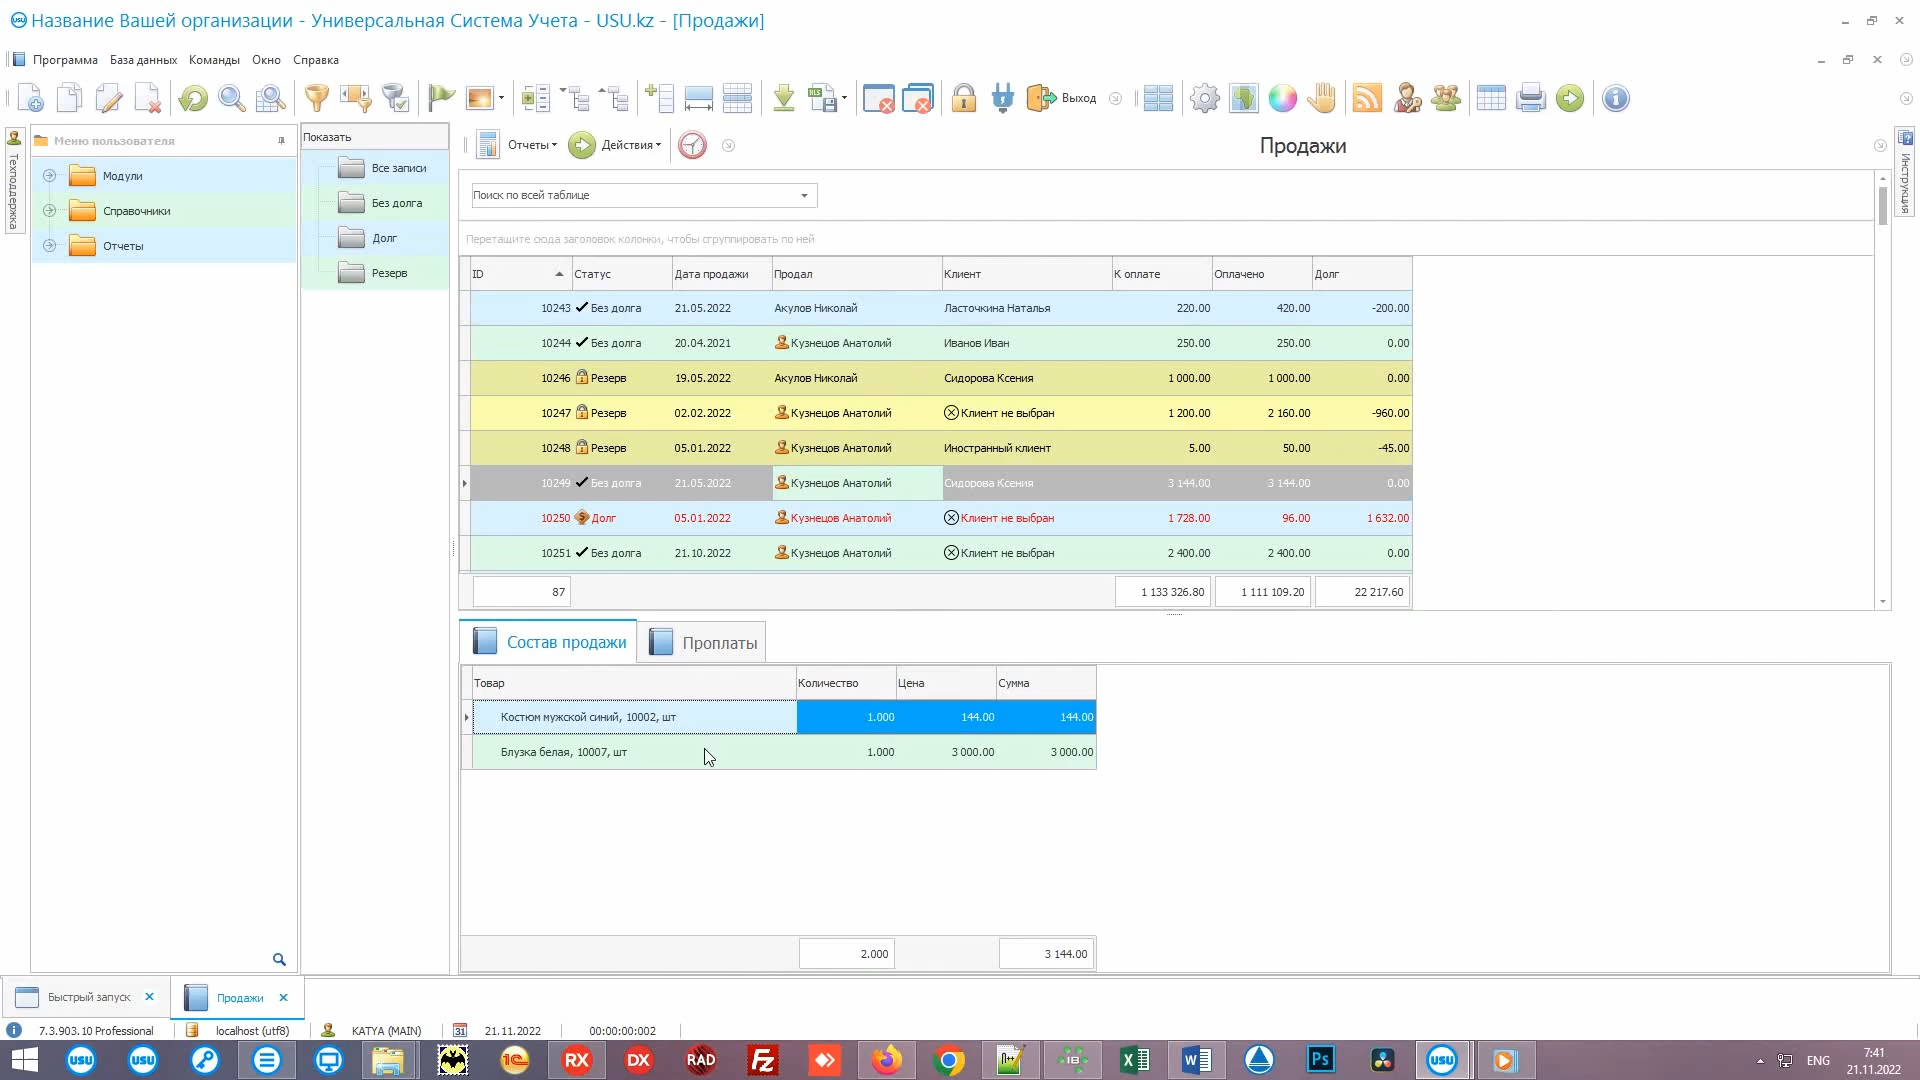 Название Вашей организации - Универсальная Система Учета - USU.kz - [Продажи]
Программа База данных Команды Окно Справка
Выход
Техподдержка
Меню пользователя
Модули
Справочники
Отчеты
Показать
Все записи
Без долга
Долг
Резерв
Отчеты Действия
Продажи
Инструкция
Поиск по всей таблице
Перетащите сюда заголовок колонки, чтобы сгруппировать по ней
ID Статус Дата продажи Продал Клиент К оплате Оплачено Долг
10243 Без долга 21.05.2022 Акулов Николай Ласточкина Наталья 220.00 420.00 -200.00
10244 Без долга 20.04.2021 Кузнецов Анатолий Иванов Иван 250.00 250.00 0.00
10246 Резерв 19.05.2022 Акулов Николай Сидорова Ксения 1 000.00 1 000.00 0.00
10247 Резерв 02.02.2022 Кузнецов Анатолий Клиент не выбран 1 200.00 2 160.00 -960.00
10248 Резерв 05.01.2022 Кузнецов Анатолий Иностранный клиент 5.00 50.00 -45.00
10249 Без долга 21.05.2022 Кузнецов Анатолий Сидорова Ксения 3 144.00 3 144.00 0.00
10250 Долг 05.01.2022 Кузнецов Анатолий Клиент не выбран 1 728.00 96.00 1 632.00
10251 Без долга 21.10.2022 Кузнецов Анатолий Клиент не выбран 2 400.00 2 400.00 0.00
87 1 133 326.80 1 111 109.20 22 217.60
Состав продажи Проплаты
Товар Количество Цена Сумма
Костюм мужской синий, 10002, шт 1.000 144.00 144.00
Блузка белая, 10007, шт 1.000 3 000.00 3 000.00
2.000 3 144.00
Быстрый запуск Продажи
7.3.903.10 Professional localhost (utf8) KATYA (MAIN) 31 21.11.2022 00:00:00:002
USU USU 1С RX DX RAD FZ W Ps USU ENG 7:41
21.11.2022